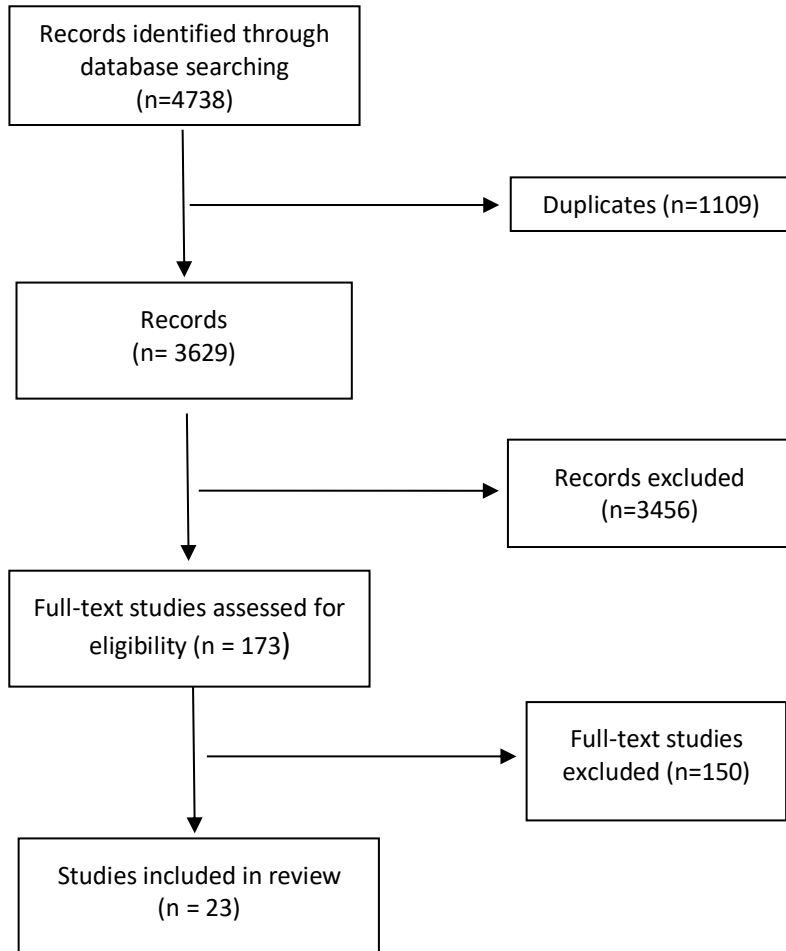 Records identified through
database searching
(n=4738)
Duplicates (n=1109)
Records
(n= 3629)
Records excluded
(n=3456)
Full-text studies assessed for
eligibility (n = 173)
Full-text studies
excluded (n=150)
Studies included in review
(n = 23)